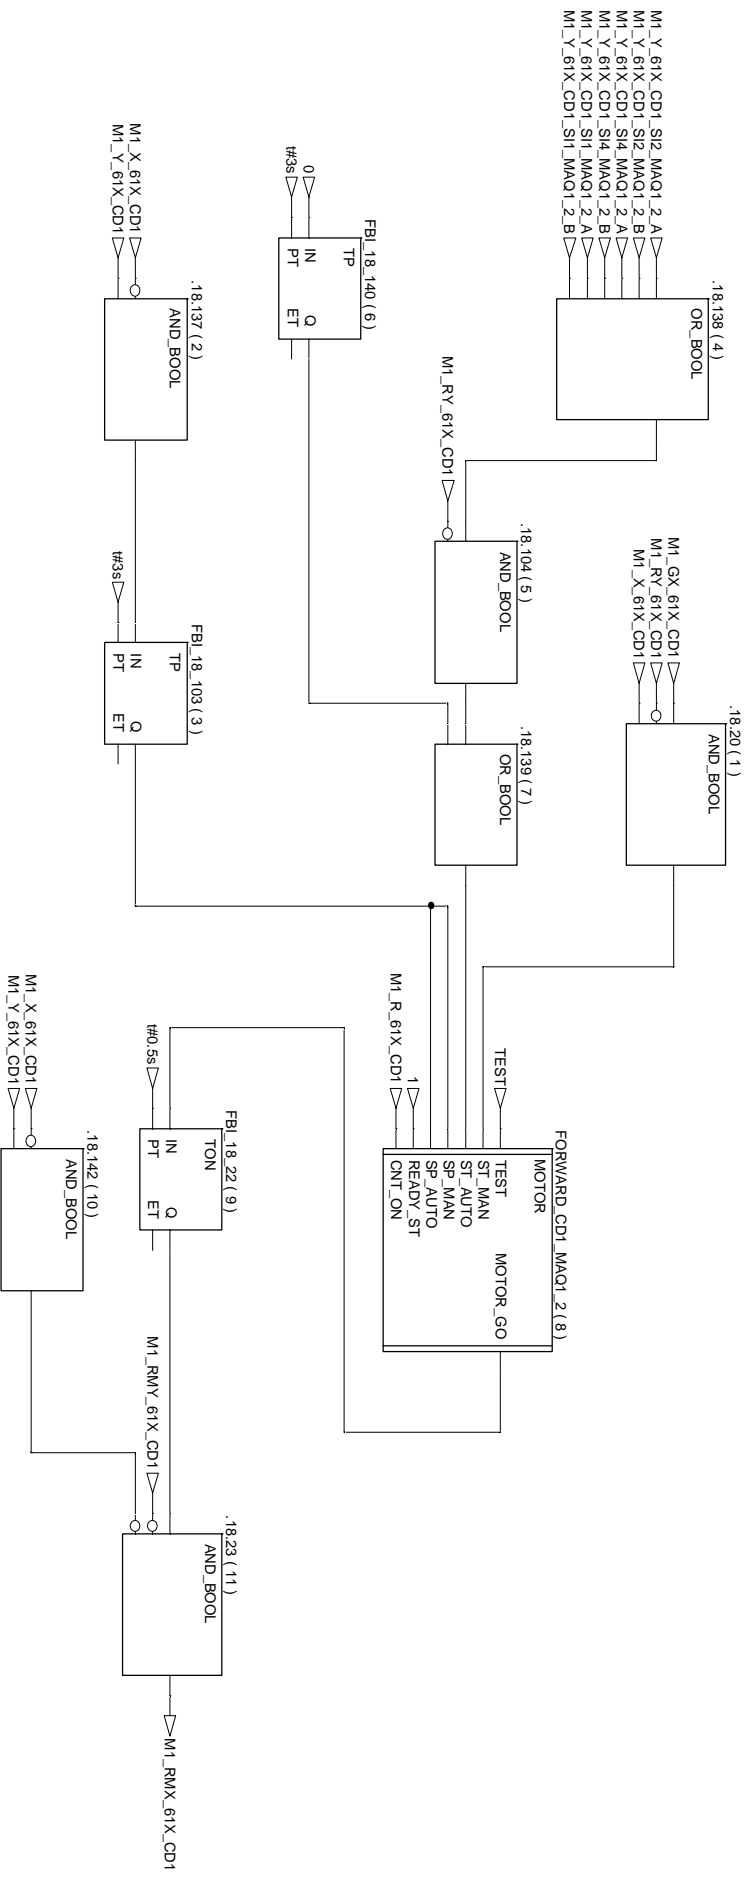 .18.20 ( 1 )
AND_BOOL
M1_GX_61X_CD1
M1_RY_61X_CD1
M1_X_61X_CD1
.18.138 ( 4 )
OR_BOOL
M1_Y_61X_CD1_SI2_MAQ1_2_A
M1_Y_61X_CD1_SI2_MAQ1_2_B
M1_Y_61X_CD1_SI4_MAQ1_2_A
M1_Y_61X_CD1_SI4_MAQ1_2_B
M1_Y_61X_CD1_SI1_MAQ1_2_A
M1_Y_61X_CD1_SI1_MAQ1_2_B
.18.104 ( 5 )
AND_BOOL
M1_RY_61X_CD1
.18.139 ( 7 )
OR_BOOL
FBI_18_140 ( 6 )
TP
0
IN
Q
t#3s
PT
ET
FORWARD_CD1_MAQ1_2 ( 8 )
MOTOR
TEST
TEST
MOTOR_GO
ST_MAN
ST_AUTO
SP_MAN
SP_AUTO
1
READY_ST
M1_R_61X_CD1
CNT_ON
.18.137 ( 2 )
AND_BOOL
M1_X_61X_CD1
M1_Y_61X_CD1
FBI_18_103 ( 3 )
TP
IN
Q
t#3s
PT
ET
FBI_18_22 ( 9 )
TON
IN
Q
t#0.5s
PT
ET
.18.23 ( 11 )
AND_BOOL
M1_RMY_61X_CD1
M1_RMX_61X_CD1
.18.142 ( 10 )
AND_BOOL
M1_X_61X_CD1
M1_Y_61X_CD1